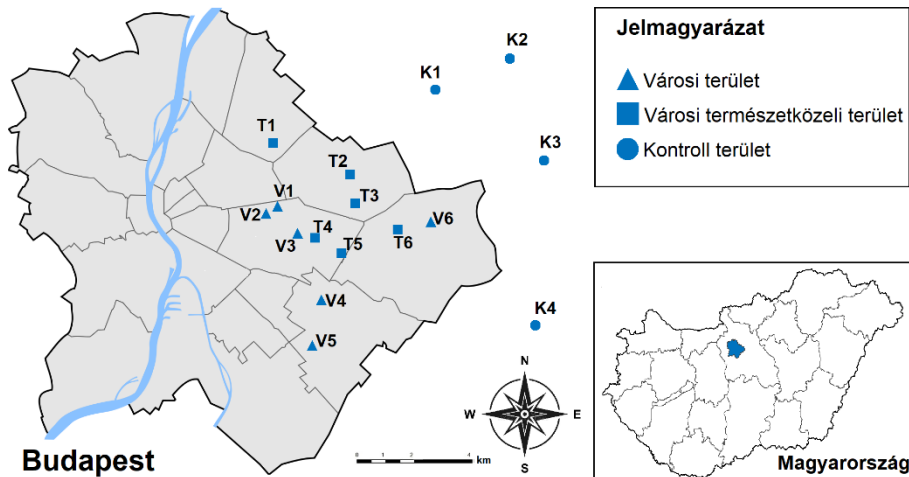 K1
K2
K3
K4
T1
T2
T3
T4
T5
T6
V1
V2
V3
V4
V5
V6
N
W
E
S
0 2 4
km
Budapest
Jelmagyarázat
Városi terület
Városi természetközeli terület
Kontroll terület
Magyarország